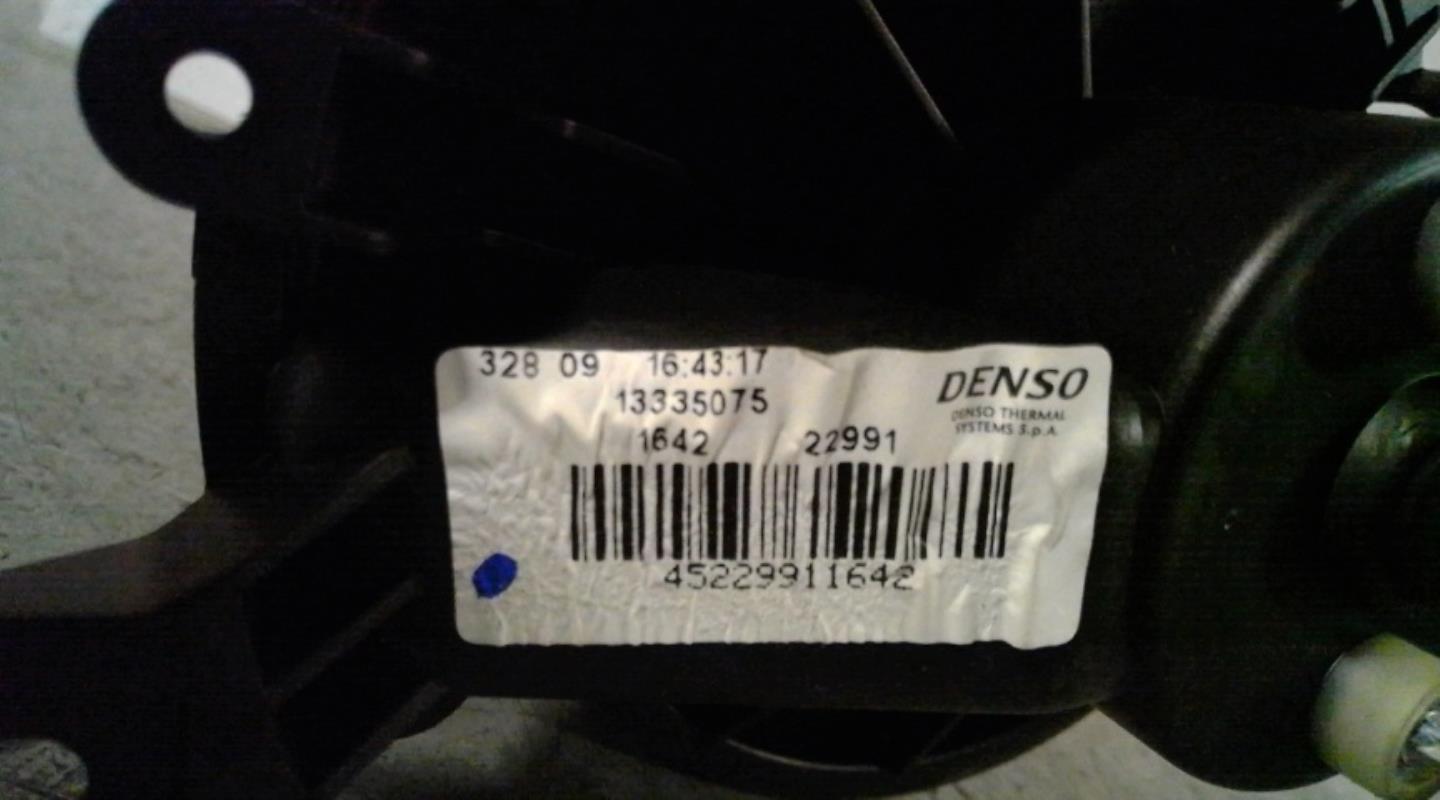 328 09 16:43:17
13335075
1642 22991
DENSO
DENSO THERMAL
SYSTEMS S.p.A.
45229911642